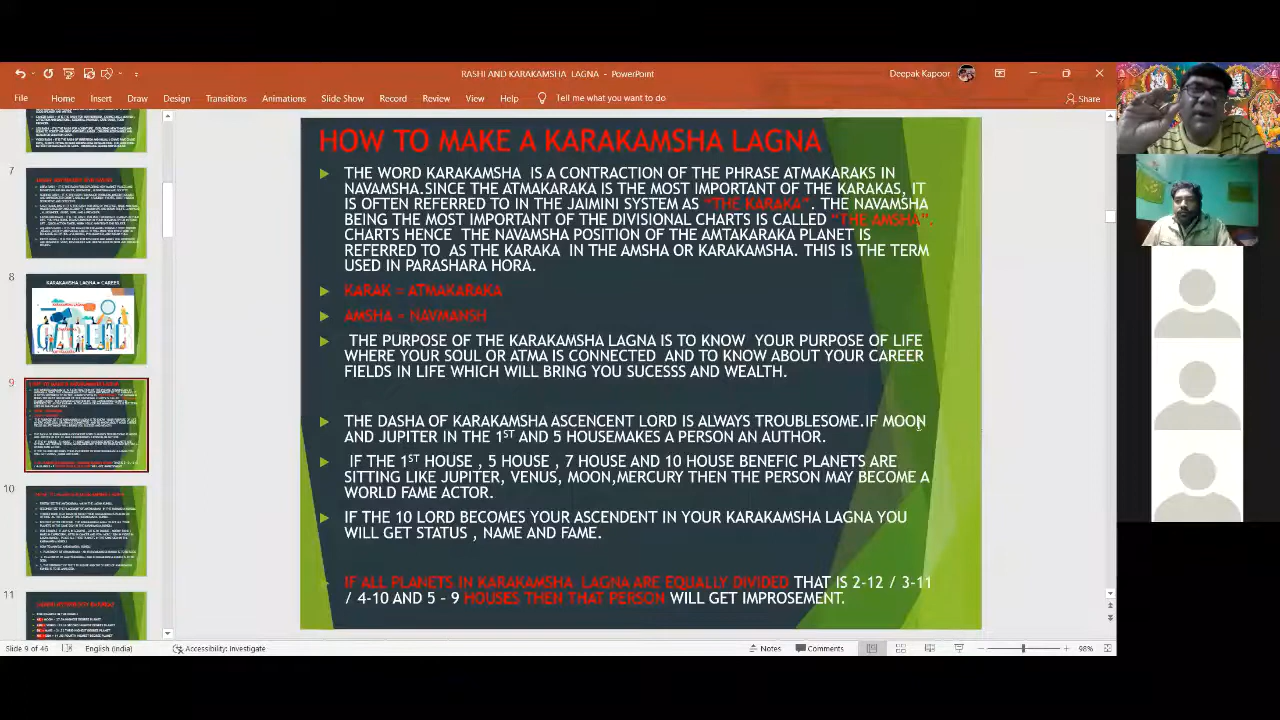 RASHI AND KARAKAMSHA LAGNA - PowerPoint
Deepak Kapoor
File Home Insert Draw Design Transitions Animations Slide Show Record Review View Help Tell me what you want to do
Share
7
8
KARAKAMSHA LAGNA = CAREER
9
10
11
HOW TO MAKE A KARAKAMSHA LAGNA
THE WORD KARAKAMSHA IS A CONTRACTION OF THE PHRASE ATMAKARAKS IN
NAVAMSHA.SINCE THE ATMAKARAKA IS THE MOST IMPORTANT OF THE KARAKAS, IT
IS OFTEN REFERRED TO IN THE JAIMINI SYSTEM AS "THE KARAKA". THE NAVAMSHA
BEING THE MOST IMPORTANT OF THE DIVISIONAL CHARTS IS CALLED "THE AMSHA".
CHARTS HENCE THE NAVAMSHA POSITION OF THE AMTAKARAKA PLANET IS
REFERRED TO AS THE KARAKA IN THE AMSHA OR KARAKAMSHA. THIS IS THE TERM
USED IN PARASHARA HORA.
KARAK = ATMAKARAKA
AMSHA = NAVMANSH
THE PURPOSE OF THE KARAKAMSHA LAGNA IS TO KNOW YOUR PURPOSE OF LIFE
WHERE YOUR SOUL OR ATMA IS CONNECTED AND TO KNOW ABOUT YOUR CAREER
FIELDS IN LIFE WHICH WILL BRING YOU SUCESSS AND WEALTH.
THE DASHA OF KARAKAMSHA ASCENCENT LORD IS ALWAYS TROUBLESOME.IF MOON
AND JUPITER IN THE 1ST AND 5 HOUSEMAKES A PERSON AN AUTHOR.
IF THE 1ST HOUSE , 5 HOUSE , 7 HOUSE AND 10 HOUSE BENEFIC PLANETS ARE
SITTING LIKE JUPITER, VENUS, MOON,MERCURY THEN THE PERSON MAY BECOME A
WORLD FAME ACTOR.
IF THE 10 LORD BECOMES YOUR ASCENDENT IN YOUR KARAKAMSHA LAGNA YOU
WILL GET STATUS , NAME AND FAME.
IF ALL PLANETS IN KARAKAMSHA LAGNA ARE EQUALLY DIVIDED THAT IS 2-12 / 3-11
/ 4-10 AND 5 - 9 HOUSES THEN THAT PERSON WILL GET IMPROSEMENT.
Slide 9 of 46 English (India) Accessibility: Investigate Notes Comments 98%